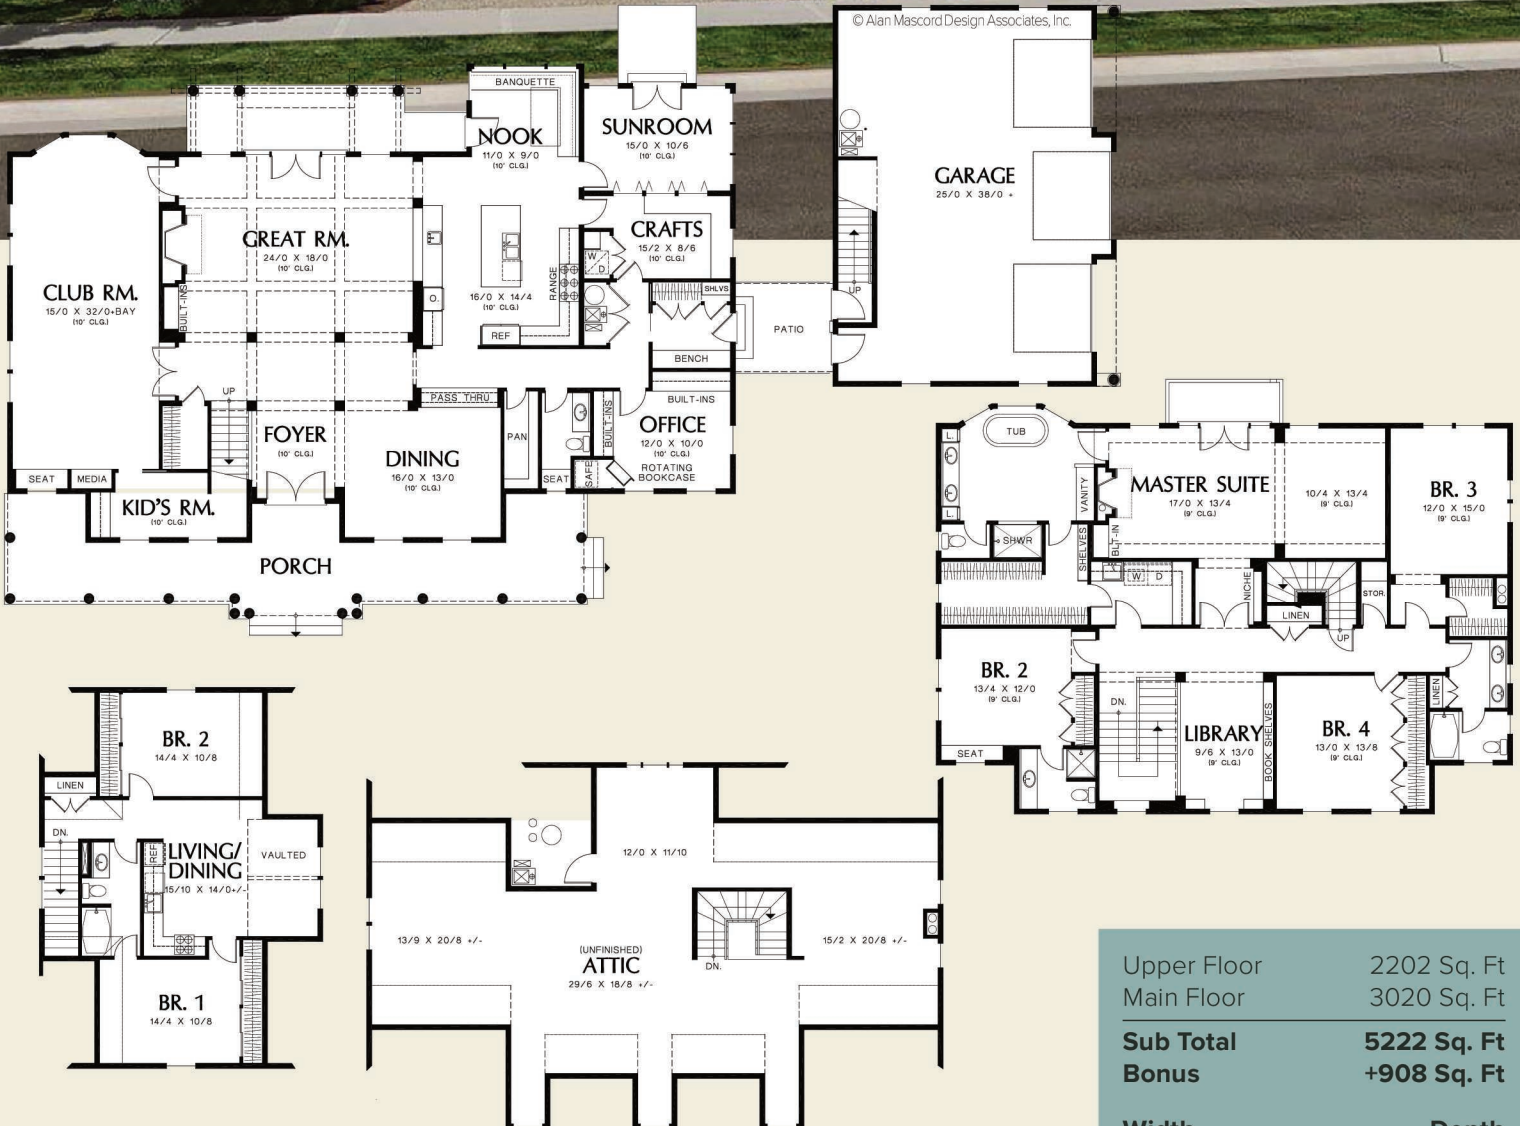 © Alan Mascord Design Associates, Inc.
BANQUETTE
NOOK
11/0 X 9/0
(10' CLG.)
SUNROOM
15/0 X 10/6
(10' CLG.)
GARAGE
25/0 X 38/0 +
UP
GREAT RM.
24/0 X 18/0
(10' CLG.)
BUILT-INS
CRAFTS
15/2 X 8/6
(10' CLG.)
W
D
CLUB RM.
15/0 X 32/0+BAY
(10' CLG.)
16/0 X 14/4
(10' CLG.)
RANGE
O.
REF
SHLVS
BENCH
PATIO
UP
PASS THRU
PAN
BUILT-INS
BUILT-INS
OFFICE
12/0 X 10/0
(10' CLG.)
ROTATING
BOOKCASE
SAFE
SEAT
FOYER
(10' CLG.)
DINING
16/0 X 13/0
(10' CLG.)
SEAT
MEDIA
KID'S RM.
(10' CLG.)
PORCH
TUB
L.
L.
VANITY
MASTER SUITE
17/0 X 13/4
(9' CLG.)
10/4 X 13/4
(9' CLG.)
BR. 3
12/0 X 15/0
(9' CLG.)
SHWR
BLT-IN
SHELVES
W
D
NICHE
LINEN
STOR.
UP
BR. 2
13/4 X 12/0
(9' CLG.)
SEAT
DN.
LIBRARY
9/6 X 13/0
(9' CLG.)
BOOK SHELVES
BR. 4
13/0 X 13/8
(9' CLG.)
LINEN
BR. 2
14/4 X 10/8
LINEN
DN.
REF
LIVING/
DINING
15/10 X 14/0+/-
VAULTED
BR. 1
14/4 X 10/8
12/0 X 11/10
13/9 X 20/8 +/-
(UNFINISHED)
ATTIC
29/6 X 18/8 +/-
DN.
15/2 X 20/8 +/-
Upper Floor 2202 Sq. Ft
Main Floor 3020 Sq. Ft
Sub Total 5222 Sq. Ft
Bonus +908 Sq. Ft
Width Depth